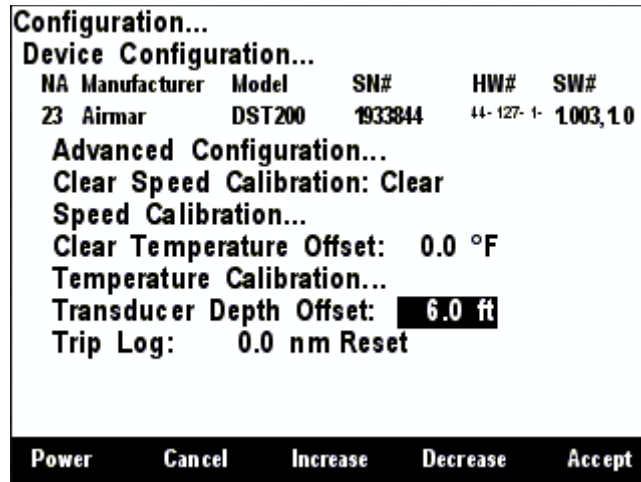 Configuration...
Device Configuration...
NA Manufacturer Model SN# HW# SW#
23 Airmar DST200 1933844 44-127-1- 1.003, 1.0
Advanced Configuration...
Clear Speed Calibration: Clear
Speed Calibration...
Clear Temperature Offset: 0.0 °F
Temperature Calibration...
Transducer Depth Offset: 6.0 ft
Trip Log: 0.0 nm Reset
Power Cancel Increase Decrease Accept